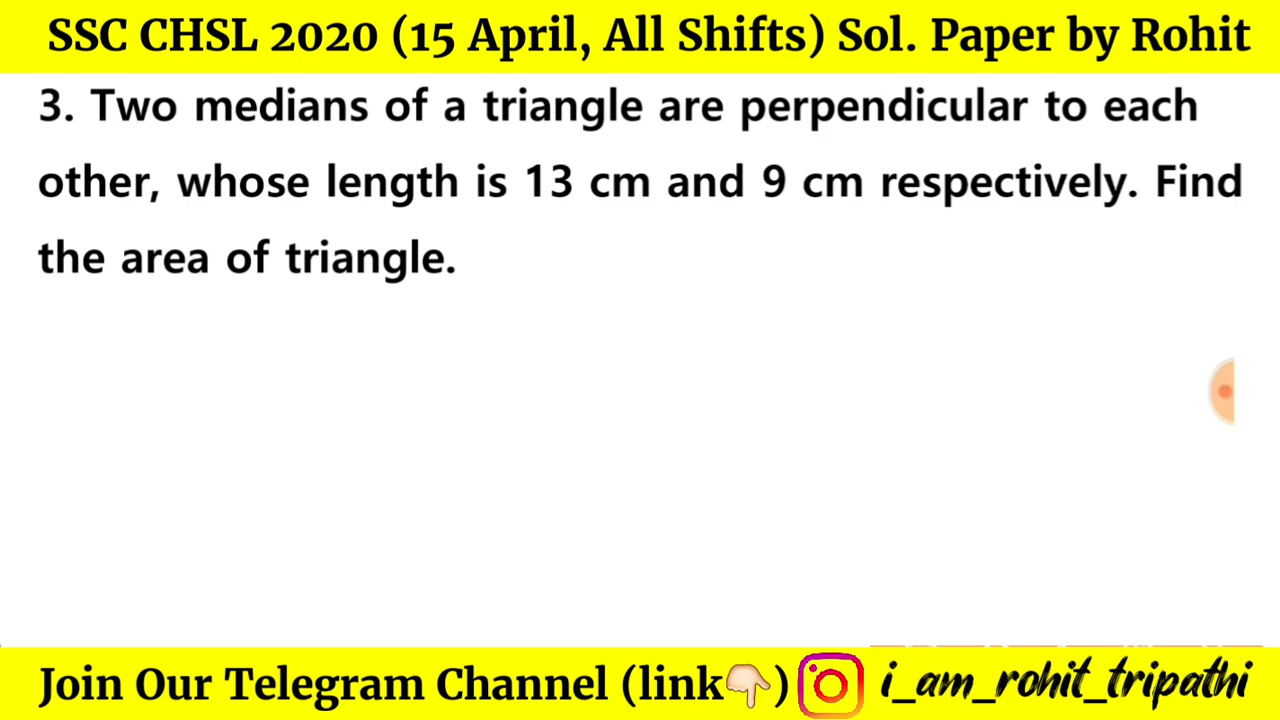 SSC CHSL 2020 (15 April, All Shifts) Sol. Paper by Rohit
3. Two medians of a triangle are perpendicular to each
other, whose length is 13 cm and 9 cm respectively. Find
the area of triangle.
Join Our Telegram Channel (link👇🏻) i_am_rohit_tripathi